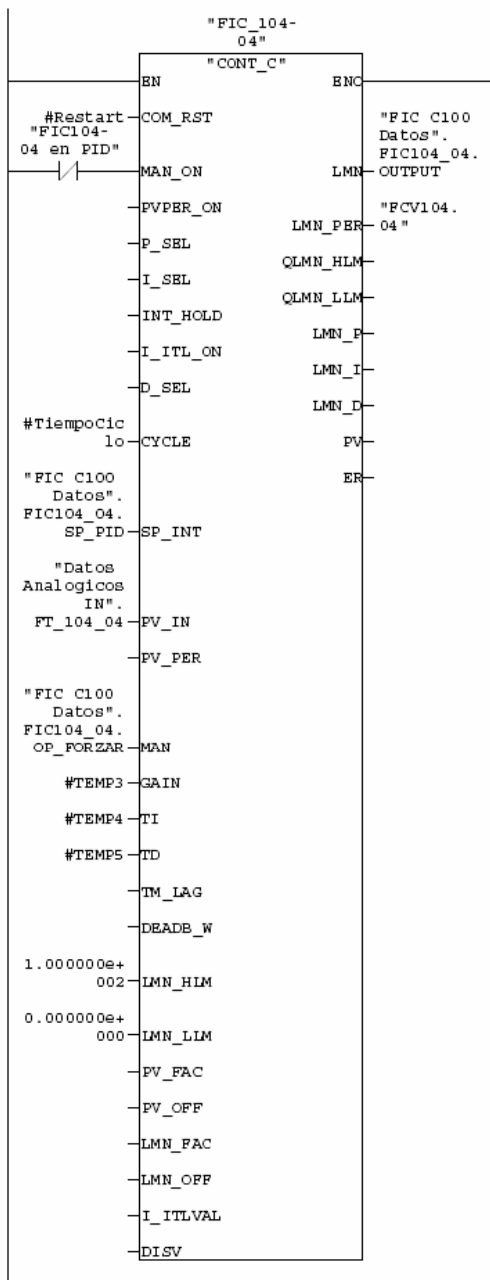 "FIC_104-
04"
"CONT_C"
EN
ENO
#Restart
COM_RST
"FIC104-
04 en PID"
MAN_ON
"FIC C100
Datos".
FIC104_04.
LMN
OUTPUT
PVPER_ON
"FCV104.
LMN_PER
04"
P_SEL
QLMN_HLM
I_SEL
QLMN_LLM
INT_HOLD
LMN_P
I_ITL_ON
LMN_I
D_SEL
LMN_D
#TiempoCic
lo
CYCLE
PV
ER
"FIC C100
Datos".
FIC104_04.
SP_PID
SP_INT
"Datos
Analogicos
IN".
FT_104_04
PV_IN
PV_PER
"FIC C100
Datos".
FIC104_04.
OP_FORZAR
MAN
#TEMP3
GAIN
#TEMP4
TI
#TEMP5
TD
TM_LAG
DEADB_W
1.000000e+
002
LMN_HLM
0.000000e+
000
LMN_LLM
PV_FAC
PV_OFF
LMN_FAC
LMN_OFF
I_ITLVAL
DISV